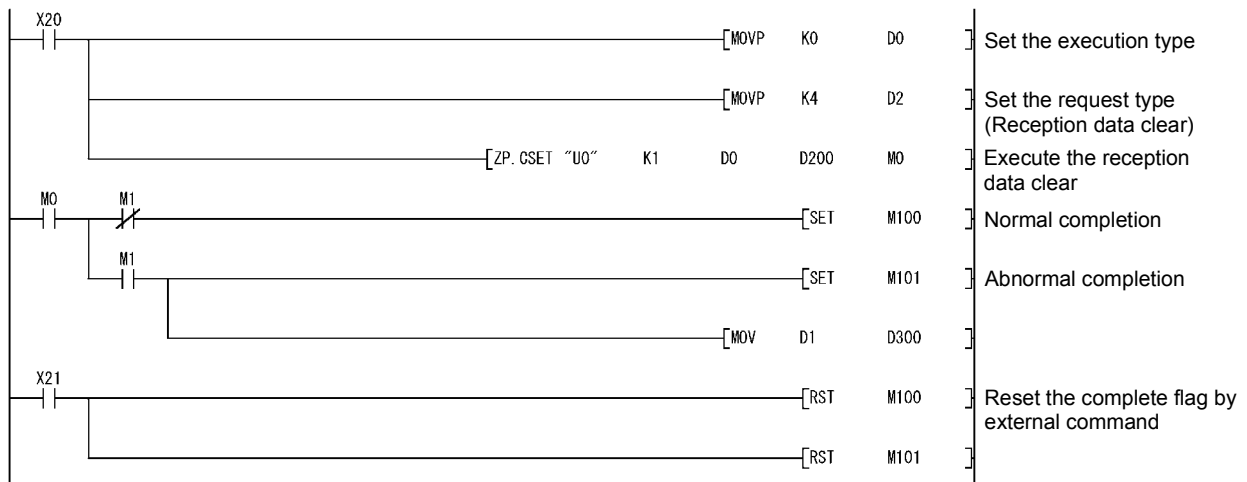 X20
[MOVP K0 D0 ] Set the execution type
[MOVP K4 D2 ] Set the request type
(Reception data clear)
[ZP.CSET "U0" K1 D0 D200 M0 ] Execute the reception
data clear
M0 M1
[SET M100 ] Normal completion
M1
[SET M101 ] Abnormal completion
[MOV D1 D300 ]
X21
[RST M100 ] Reset the complete flag by
external command
[RST M101 ]